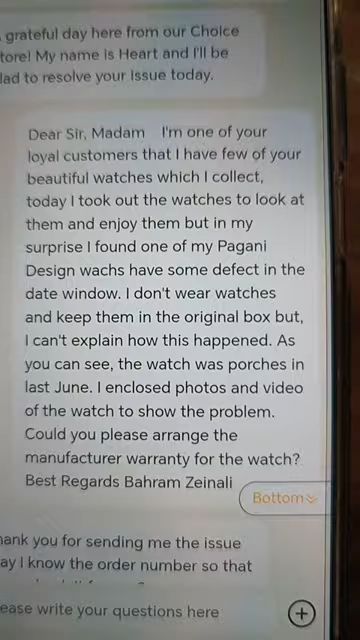 grateful day here from our Choice
tore! My name is Heart and I'll be
lad to resolve your issue today.
Dear Sir, Madam I'm one of your
loyal customers that I have few of your
beautiful watches which I collect,
today I took out the watches to look at
them and enjoy them but in my
surprise I found one of my Pagani
Design wachs have some defect in the
date window. I don't wear watches
and keep them in the original box but,
I can't explain how this happened. As
you can see, the watch was porches in
last June. I enclosed photos and video
of the watch to show the problem.
Could you please arrange the
manufacturer warranty for the watch?
Best Regards Bahram Zeinali
Bottom
hank you for sending me the issue
ay I know the order number so that
ease write your questions here